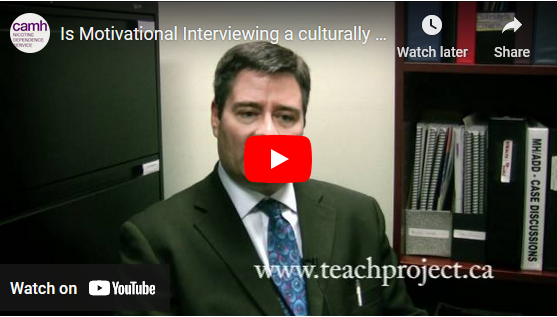 camh
NICOTINE
DEPENDENCE
SERVICE
Is Motivational Interviewing a culturally ...
Watch later
Share
MH/ADD - CASE
DISCUSSIONS
www.teachproject.ca
Watch on YouTube